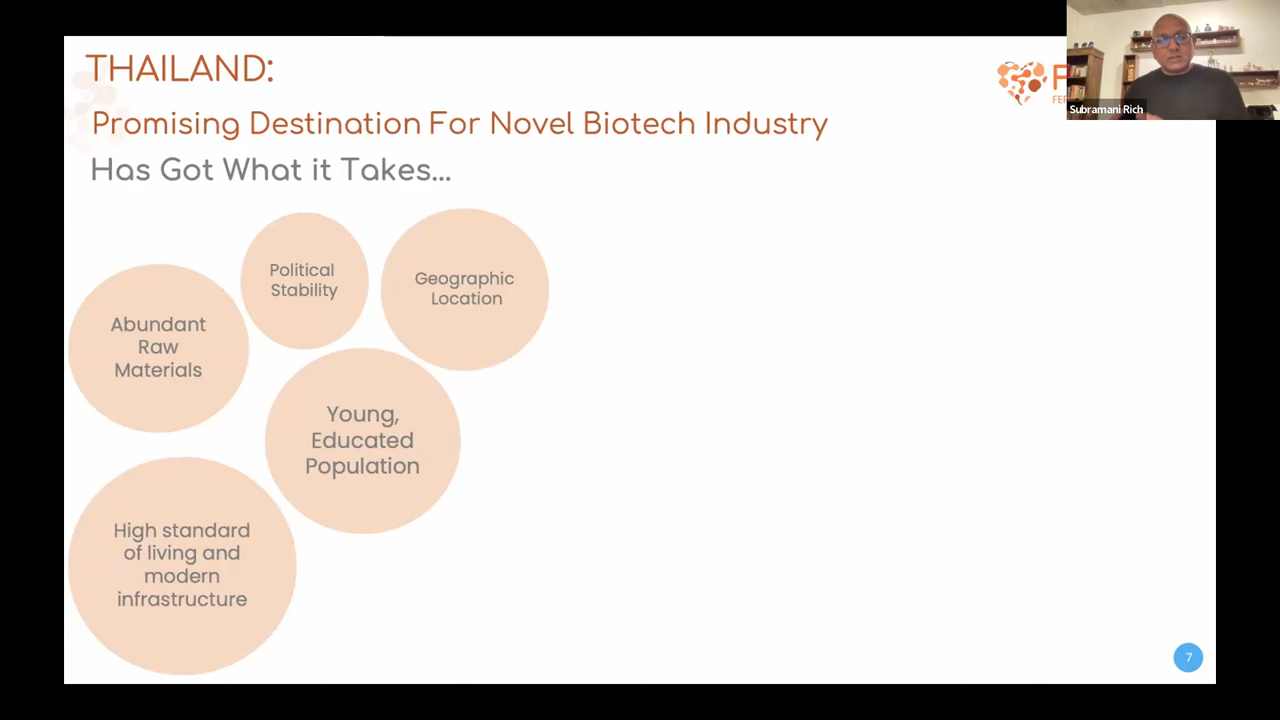 THAILAND:
Promising Destination For Novel Biotech Industry
Has Got What it Takes...
Subramani Rich
Political
Stability
Geographic
Location
Abundant
Raw
Materials
Young,
Educated
Population
High standard
of living and
modern
infrastructure
7